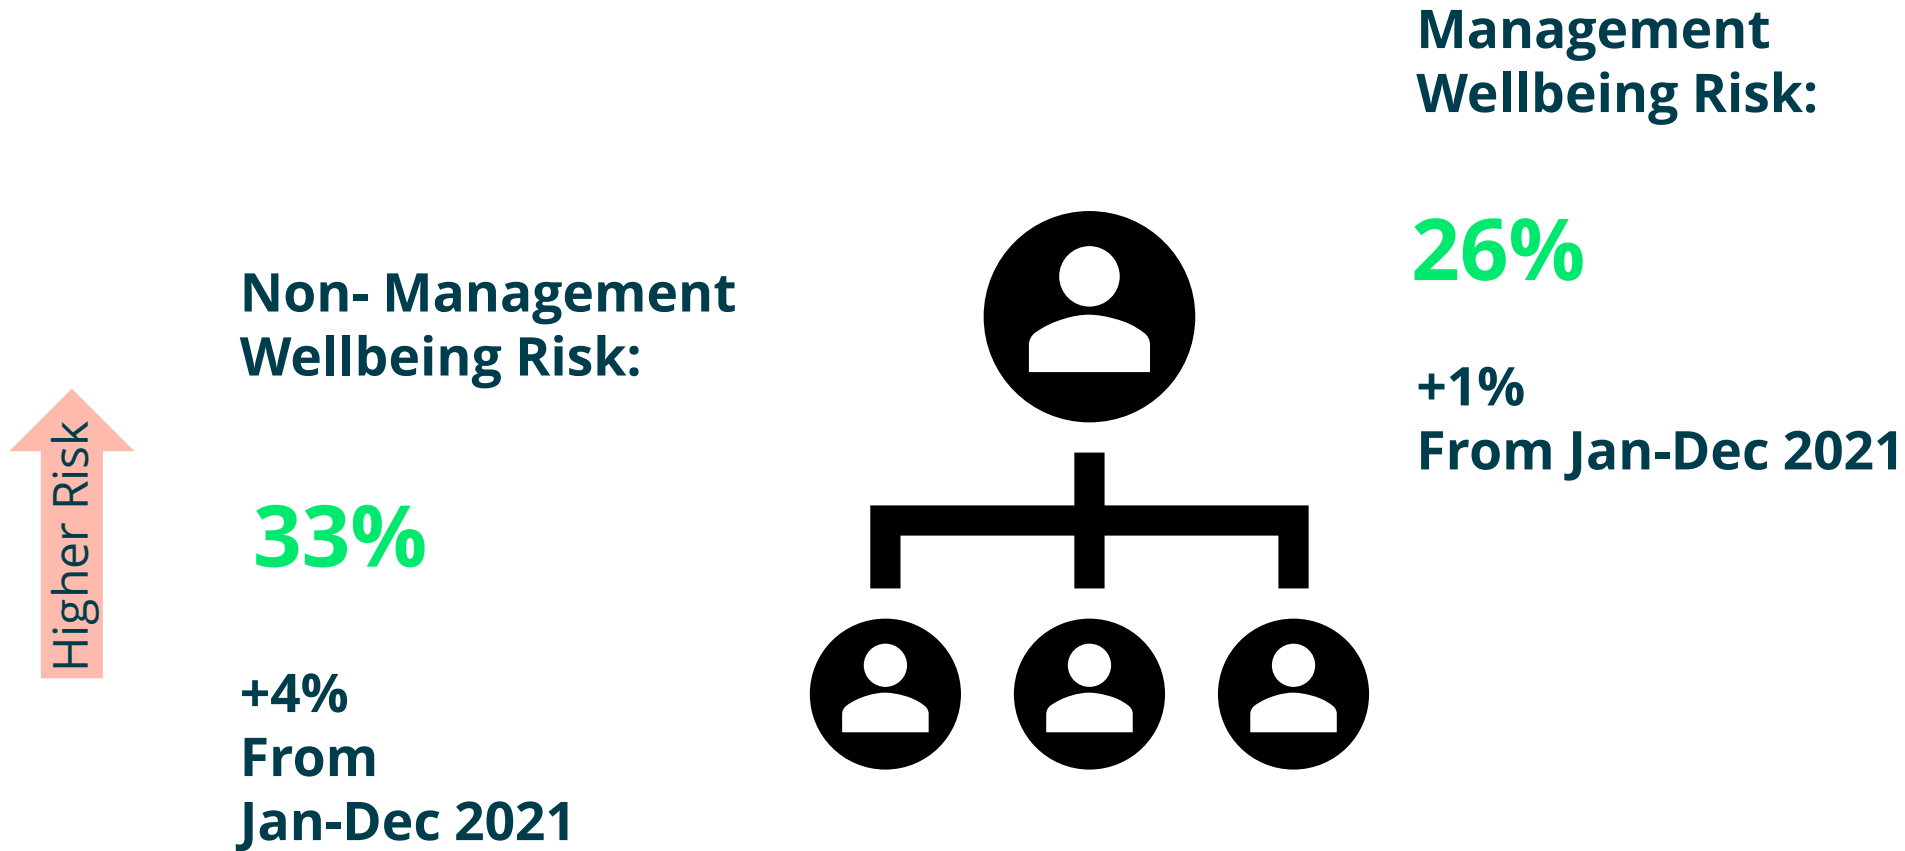 Management
Wellbeing Risk:
26%
+1%
From Jan-Dec 2021
Non- Management
Wellbeing Risk:
33%
+4%
From
Jan-Dec 2021
Higher Risk